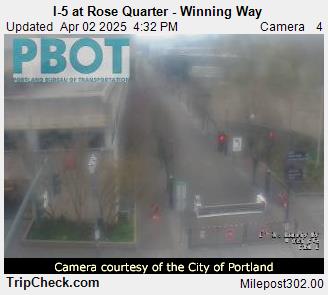 I-5 at Rose Quarter - Winning Way
Updated Apr 02 2025 4:32 PM Camera 4
PBOT
PORTLAND BUREAU OF TRANSPORTATION
Camera courtesy of the City of Portland
TripCheck.com Milepost302.00